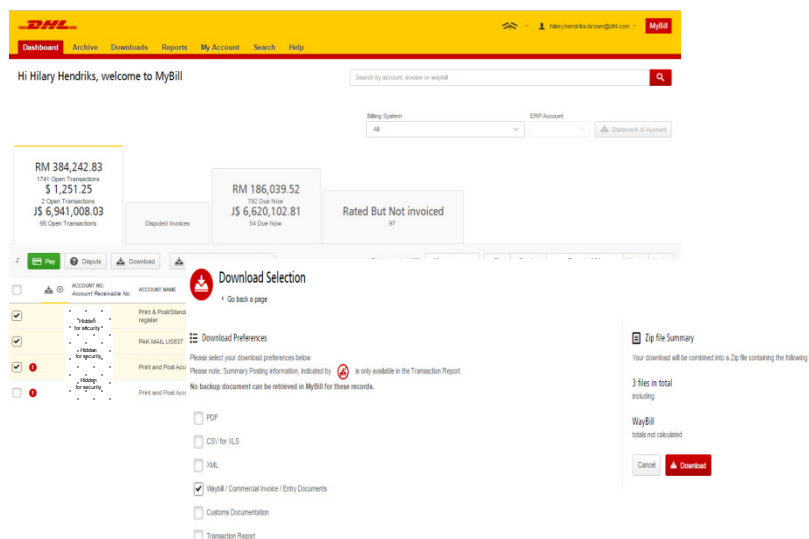 DHL
hilary.hendriks-brown@dhl.com
MyBill
Dashboard Archive Downloads Reports My Account Search Help
Hi Hilary Hendriks, welcome to MyBill
Search by account, invoice or waybill
Billing System
ERP Account
All
Statement of Account
RM 384,242.83
1741 Open Transactions
$ 1,251.25
2 Open Transactions
J$ 6,941,008.03
66 Open Transactions
Disputed Invoices
RM 186,039.52
792 Due Now
J$ 6,620,102.81
54 Due Now
Rated But Not invoiced
97
Pay Dispute Download
ACCOUNT NO.
Account Receivable No.
ACCOUNT NAME
Print & Post/Stand
register
"Hidden
for security"
PAK MAIL US837
Hidden
for security
Print and Post Acc
Hidden
for security
Print and Post Acc
Download Selection
Go back a page
Download Preferences
Please select your download preferences below
Please note: Summary Posting information, indicated by is only available in the Transaction Report.
No backup document can be retrieved in MyBill for these records.
PDF
CSV for XLS
XML
Waybill / Commercial Invoice / Entry Documents
Customs Documentation
Transaction Report
Zip file Summary
Your download will be combined into a Zip file containing the following:
3 files in total
including:
WayBill
totals not calculated
Cancel Download